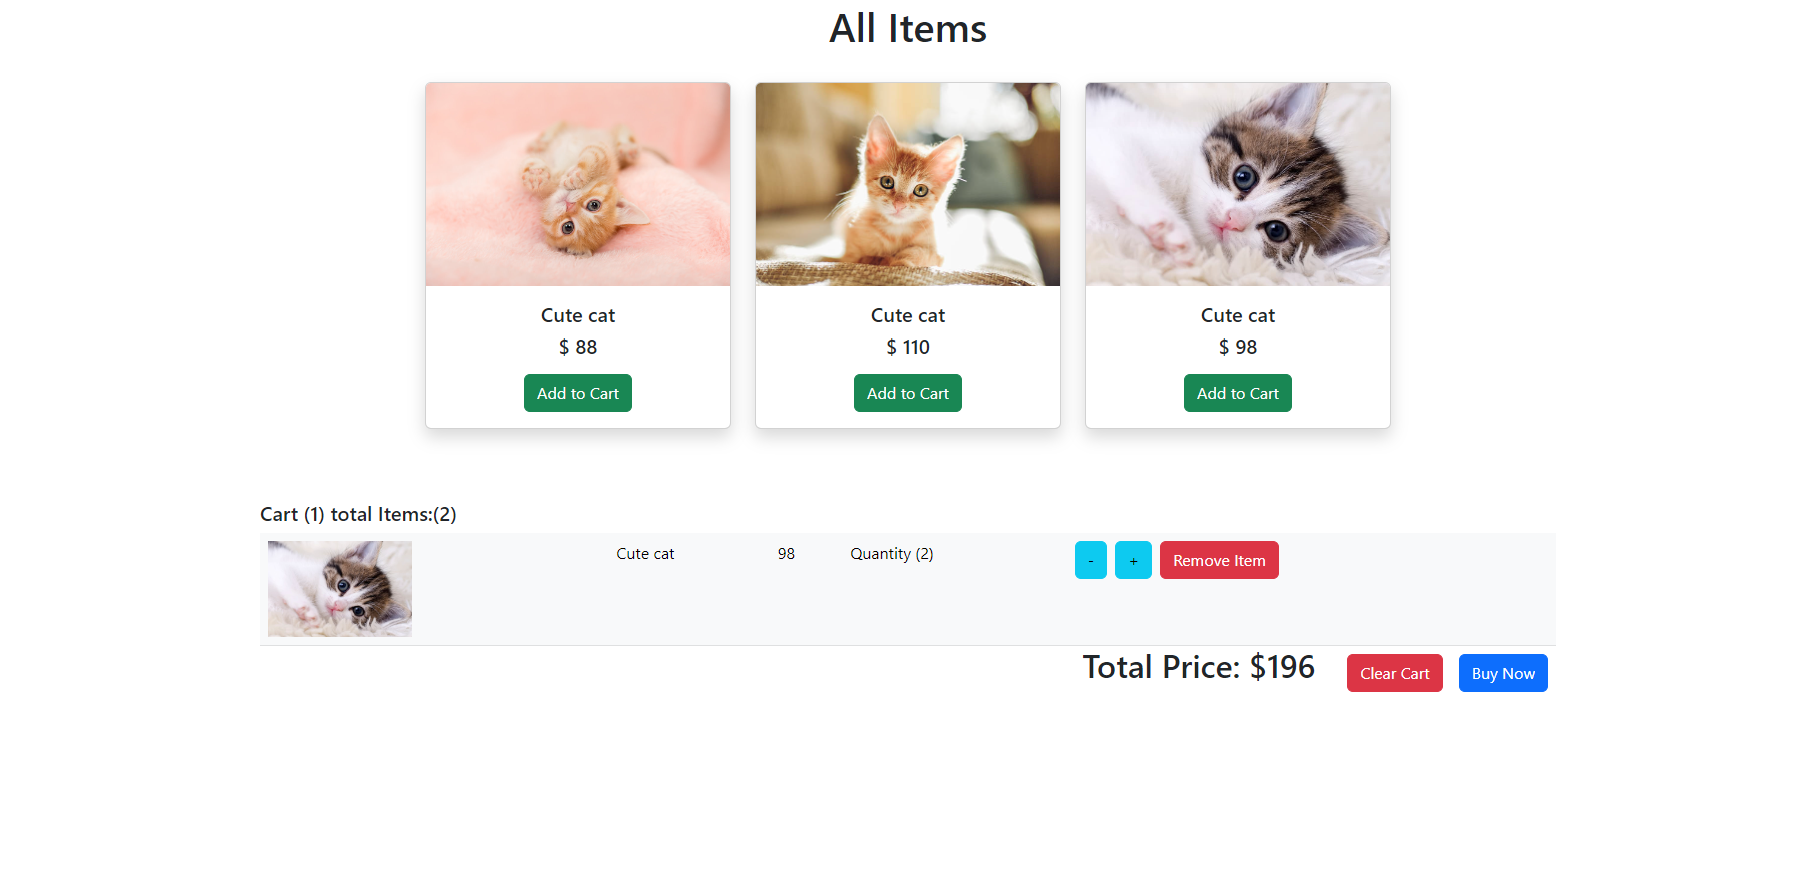 All Items
Cute cat
$ 88
Add to Cart
Cute cat
$ 110
Add to Cart
Cute cat
$ 98
Add to Cart
Cart (1) total Items:(2)
Cute cat 98 Quantity (2) - + Remove Item
Total Price: $196 Clear Cart Buy Now